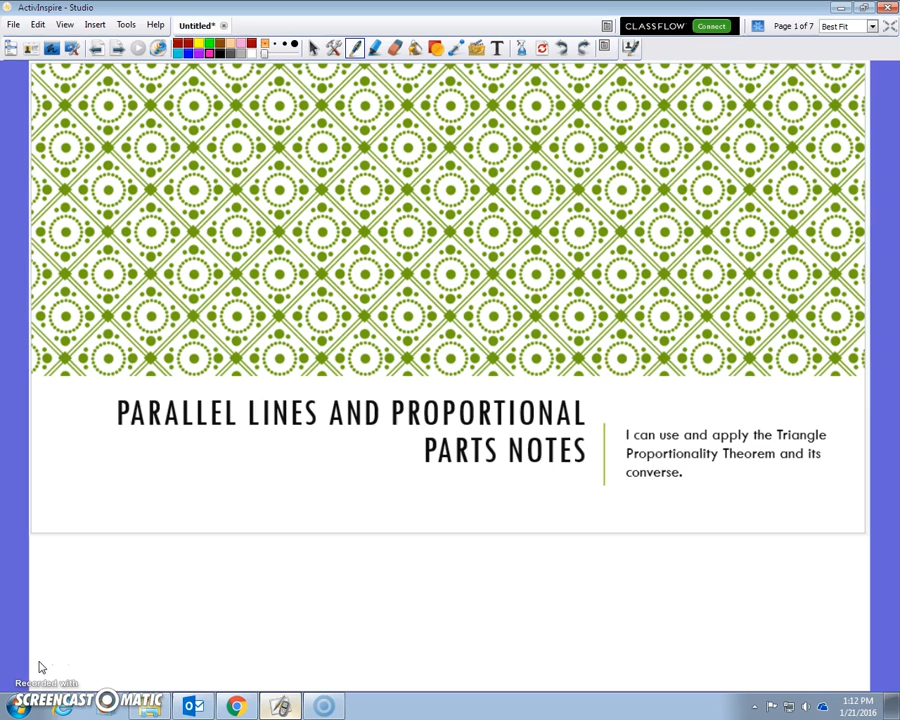 ActivInspire - Studio
File Edit View Insert Tools Help Untitled* CLASSFLOW Connect Page 1 of 7 Best Fit
PARALLEL LINES AND PROPORTIONAL
PARTS NOTES
I can use and apply the Triangle
Proportionality Theorem and its
converse.
Recorded with
SCREENCAST MATIC
1:12 PM
1/21/2016